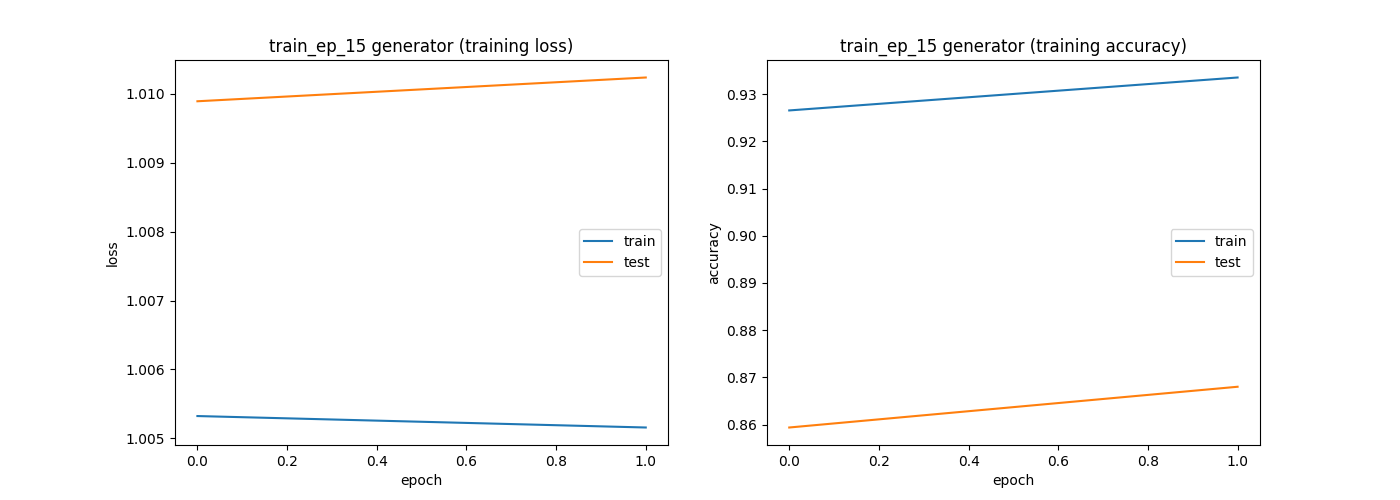 train_ep_15 generator (training loss)
1.010
1.009
1.008
1.007
1.006
1.005
loss
0.0 0.2 0.4 0.6 0.8 1.0
epoch
train
test
train_ep_15 generator (training accuracy)
0.93
0.92
0.91
0.90
0.89
0.88
0.87
0.86
accuracy
0.0 0.2 0.4 0.6 0.8 1.0
epoch
train
test